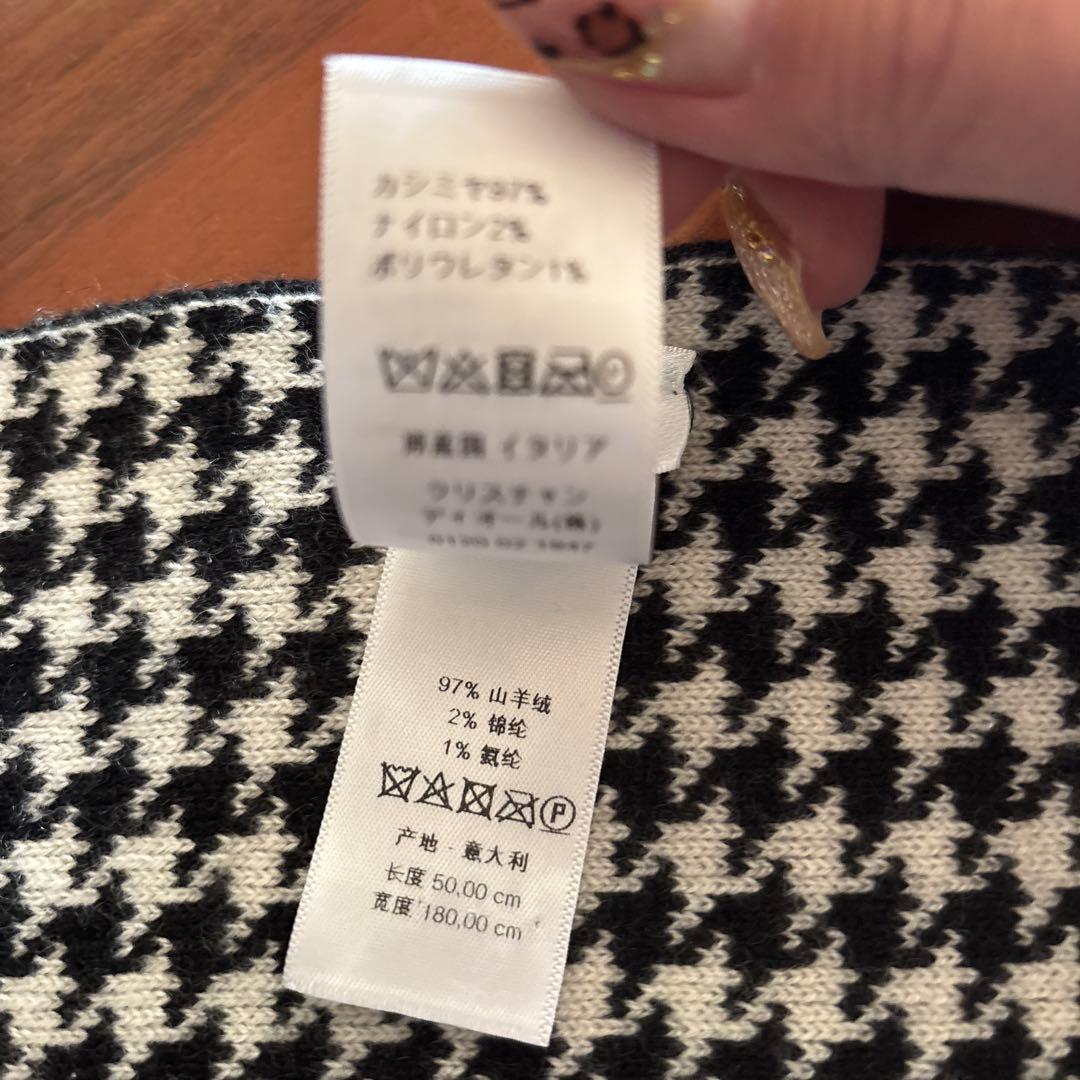 カシミヤ97%
ナイロン2%
ポリウレタン1%
原産国 イタリア
クリスチャン
ディオール(株)
97% 山羊绒
2% 锦纶
1% 氨纶
P
产地 - 意大利
长度 50,00 cm
宽度 180,00 cm